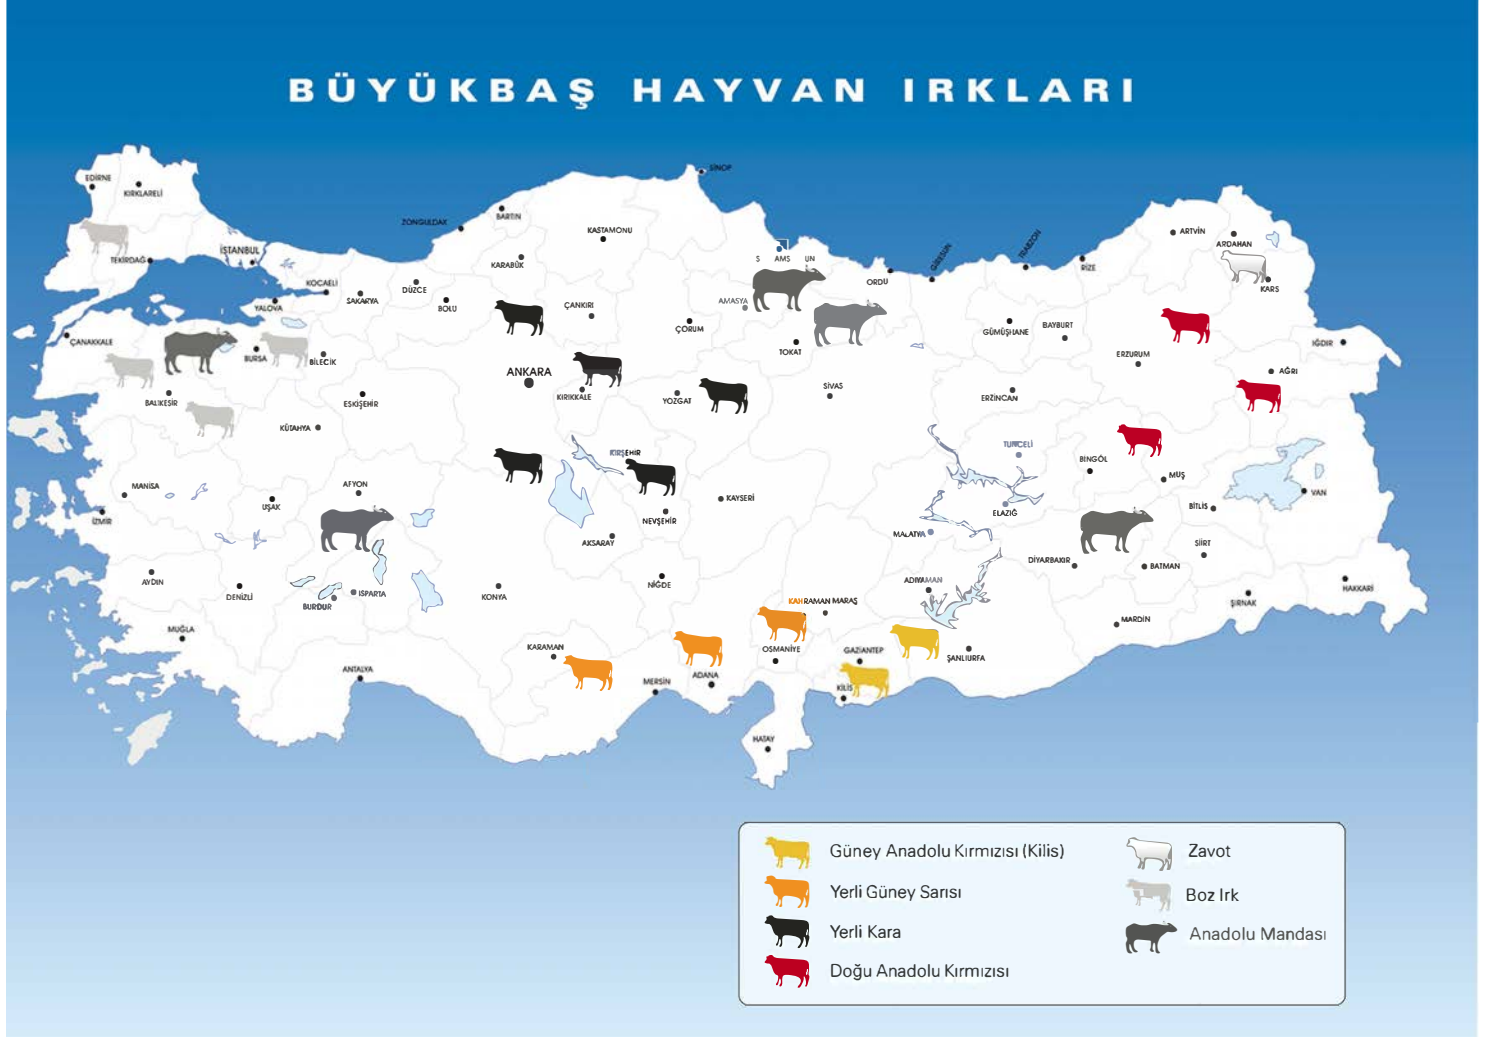 BÜYÜKBAŞ HAYVAN IRKLARI
SİNOP
EDİRNE
KIRKLARELİ
ZONGULDAK
BARTIN
KASTAMONU
ARTVİN
ARDAHAN
TEKİRDAĞ
İSTANBUL
KARABÜK
S AMS UN
GİRESUN
TRABZON
RİZE
KOCAELİ
SAKARYA
DÜZCE
BOLU
ÇANKIRI
AMASYA
ORDU
KARS
YALOVA
ÇANAKKALE
BURSA
BİLECİK
ÇORUM
TOKAT
GÜMÜŞHANE
BAYBURT
ERZURUM
IĞDIR
ANKARA
AĞRI
BALIKESİR
ESKİŞEHİR
KIRIKKALE
YOZGAT
SİVAS
ERZİNCAN
KÜTAHYA
KIRŞEHİR
TUNCELİ
BİNGÖL
MUŞ
MANİSA
UŞAK
AFYON
KAYSERİ
ELAZIĞ
BİTLİS
VAN
İZMİR
NEVŞEHİR
AKSARAY
MALATYA
SİİRT
AYDIN
DENİZLİ
BURDUR
ISPARTA
KONYA
NİĞDE
ADIYAMAN
DİYARBAKIR
BATMAN
HAKKARİ
MUĞLA
KAHRAMAN MARAŞ
MARDİN
ŞIRNAK
ANTALYA
KARAMAN
MERSİN
ADANA
OSMANİYE
GAZİANTEP
ŞANLIURFA
KİLİS
HATAY
Güney Anadolu Kırmızısı (Kilis)
Yerli Güney Sarısı
Yerli Kara
Doğu Anadolu Kırmızısı
Zavot
Boz Irk
Anadolu Mandası